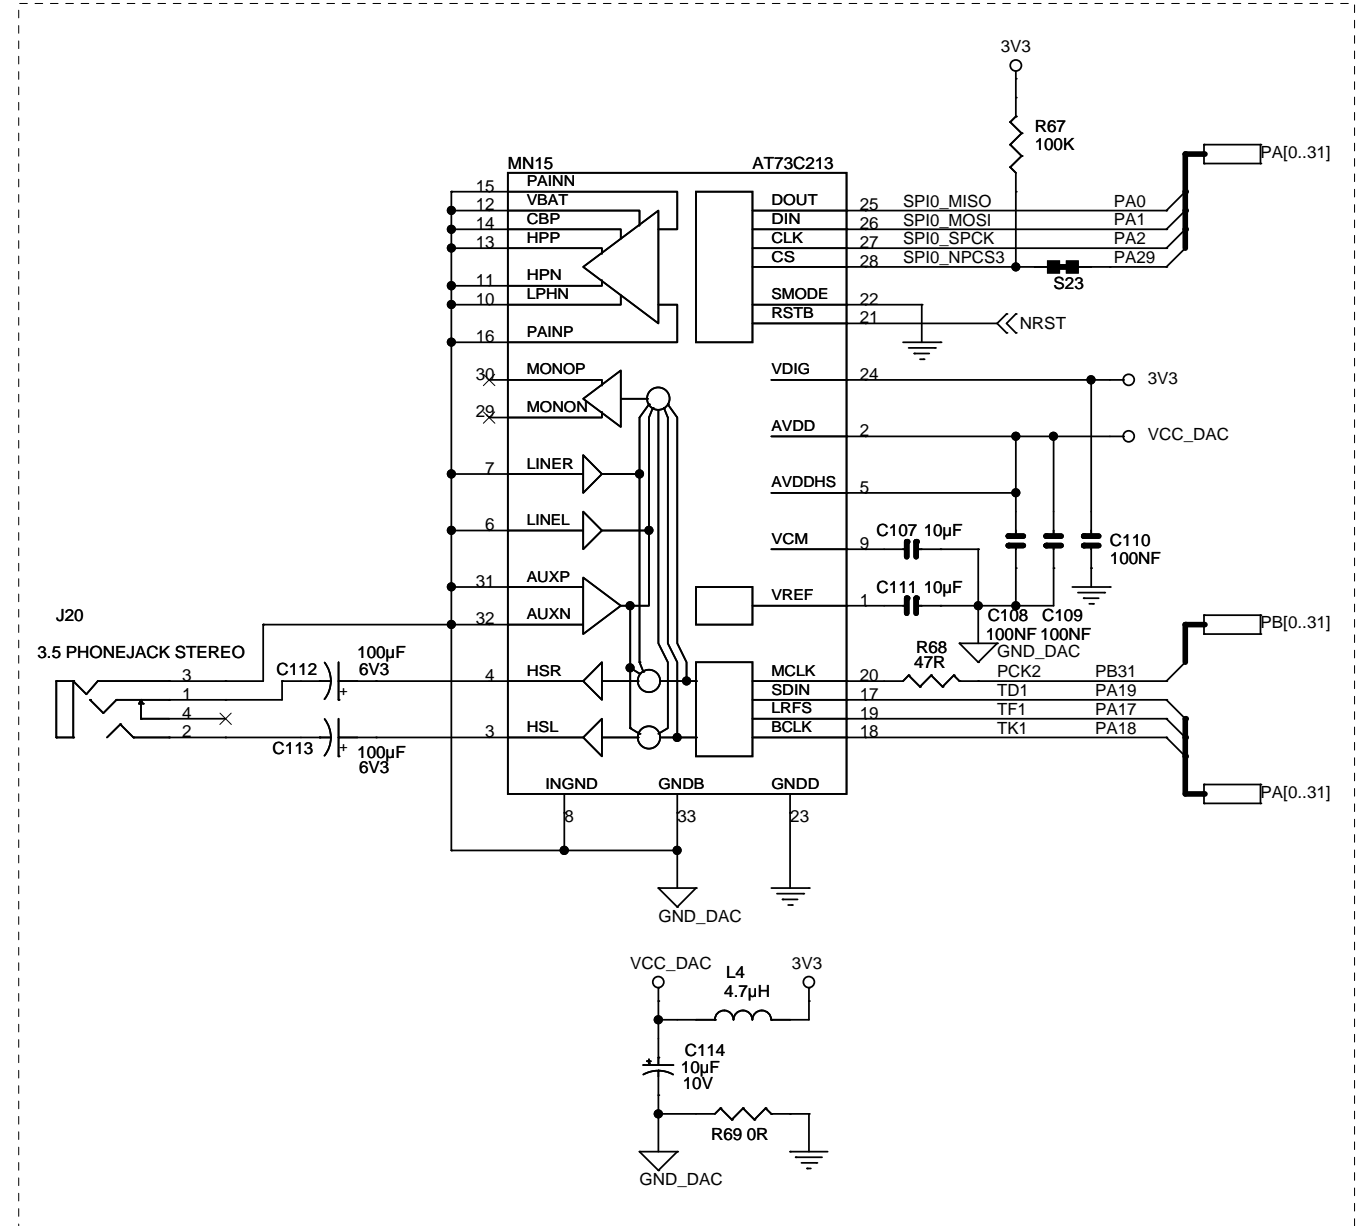 3V3
R67
100K
PA[0..31]
MN15
AT73C213
15
PAINN
12
VBAT
14
CBP
13
HPP
11
HPN
10
LPHN
16
PAINP
30
MONOP
29
MONON
7
LINER
6
LINEL
31
AUXP
32
AUXN
4
HSR
3
HSL
DOUT
25
SPI0_MISO
PA0
DIN
26
SPI0_MOSI
PA1
CLK
27
SPI0_SPCK
PA2
CS
28
SPI0_NPCS3
PA29
S23
SMODE
22
RSTB
21
NRST
VDIG
24
3V3
AVDD
2
VCC_DAC
AVDDHS
5
VCM
9
C107 10µF
C110
100NF
VREF
1
C111 10µF
C108
100NF
C109
100NF
GND_DAC
PB[0..31]
R68
47R
MCLK
20
PCK2
PB31
SDIN
17
TD1
PA19
LRFS
19
TF1
PA17
BCLK
18
TK1
PA18
PA[0..31]
J20
3.5 PHONEJACK STEREO
3
1
4
2
C112
100µF
6V3
+
C113
100µF
6V3
+
INGND
8
GNDB
33
GNDD
23
GND_DAC
VCC_DAC
L4
4.7µH
3V3
+
C114
10µF
10V
R69 0R
GND_DAC